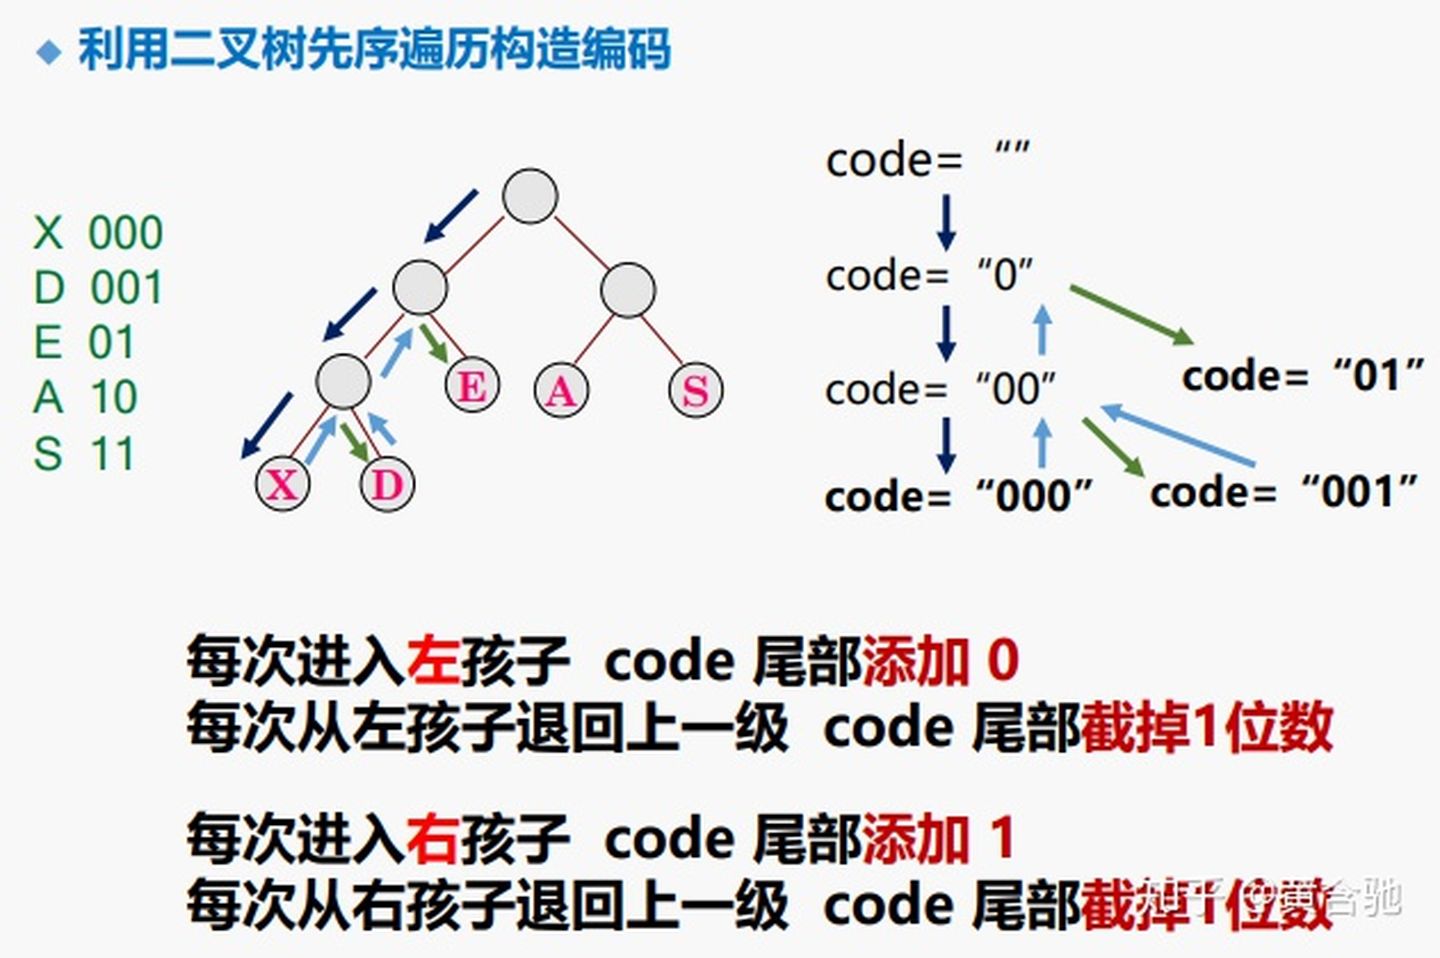 利用二叉树先序遍历构造编码
X 000
D 001
E 01
A 10
S 11
E
A
S
X
D
code= “”
code= “0”
code= “00”
code= “01”
code= “000”
code= “001”
每次进入左孩子 code 尾部添加 0
每次从左孩子退回上一级 code 尾部截掉1位数
每次进入右孩子 code 尾部添加 1
每次从右孩子退回上一级 code 尾部截掉1位数
知乎 @黄含驰